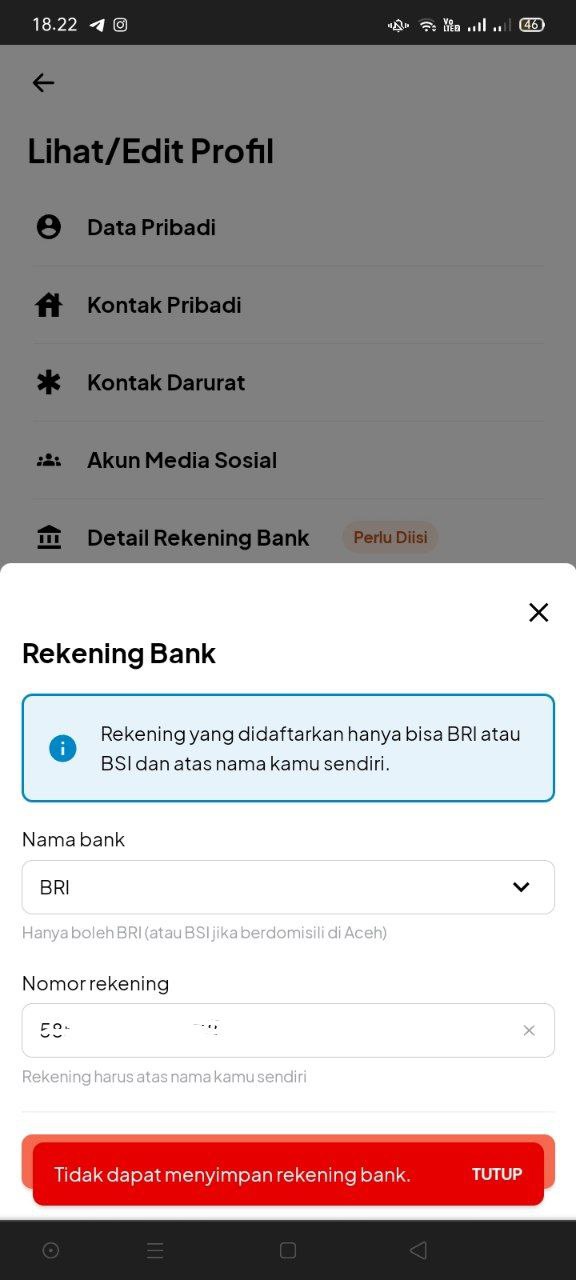 18.22
46
Lihat/Edit Profil
Data Pribadi
Kontak Pribadi
Kontak Darurat
Akun Media Sosial
Detail Rekening Bank Perlu Diisi
Rekening Bank
Rekening yang didaftarkan hanya bisa BRI atau
BSI dan atas nama kamu sendiri.
Nama bank
BRI
Hanya boleh BRI (atau BSI jika berdomisili di Aceh)
Nomor rekening
Rekening harus atas nama kamu sendiri
Tidak dapat menyimpan rekening bank. TUTUP